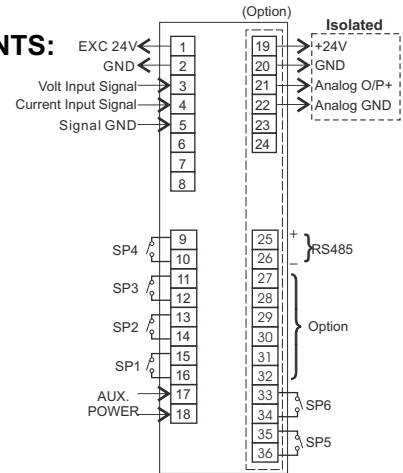 (Option)
Isolated
NTS:
EXC 24V 1 19 +24V
GND 2 20 GND
Volt Input Signal 3 21 Analog O/P+
Current Input Signal 4 22 Analog GND
Signal GND 5 23
6 24
7
8
9 25 + RS485
SP4
10 26 –
11 27
SP3
12 28
13 29
SP2
14 30
Option
15 31
SP1
16 32
AUX. 17 33
POWER 18 34 SP6
35
SP5
36